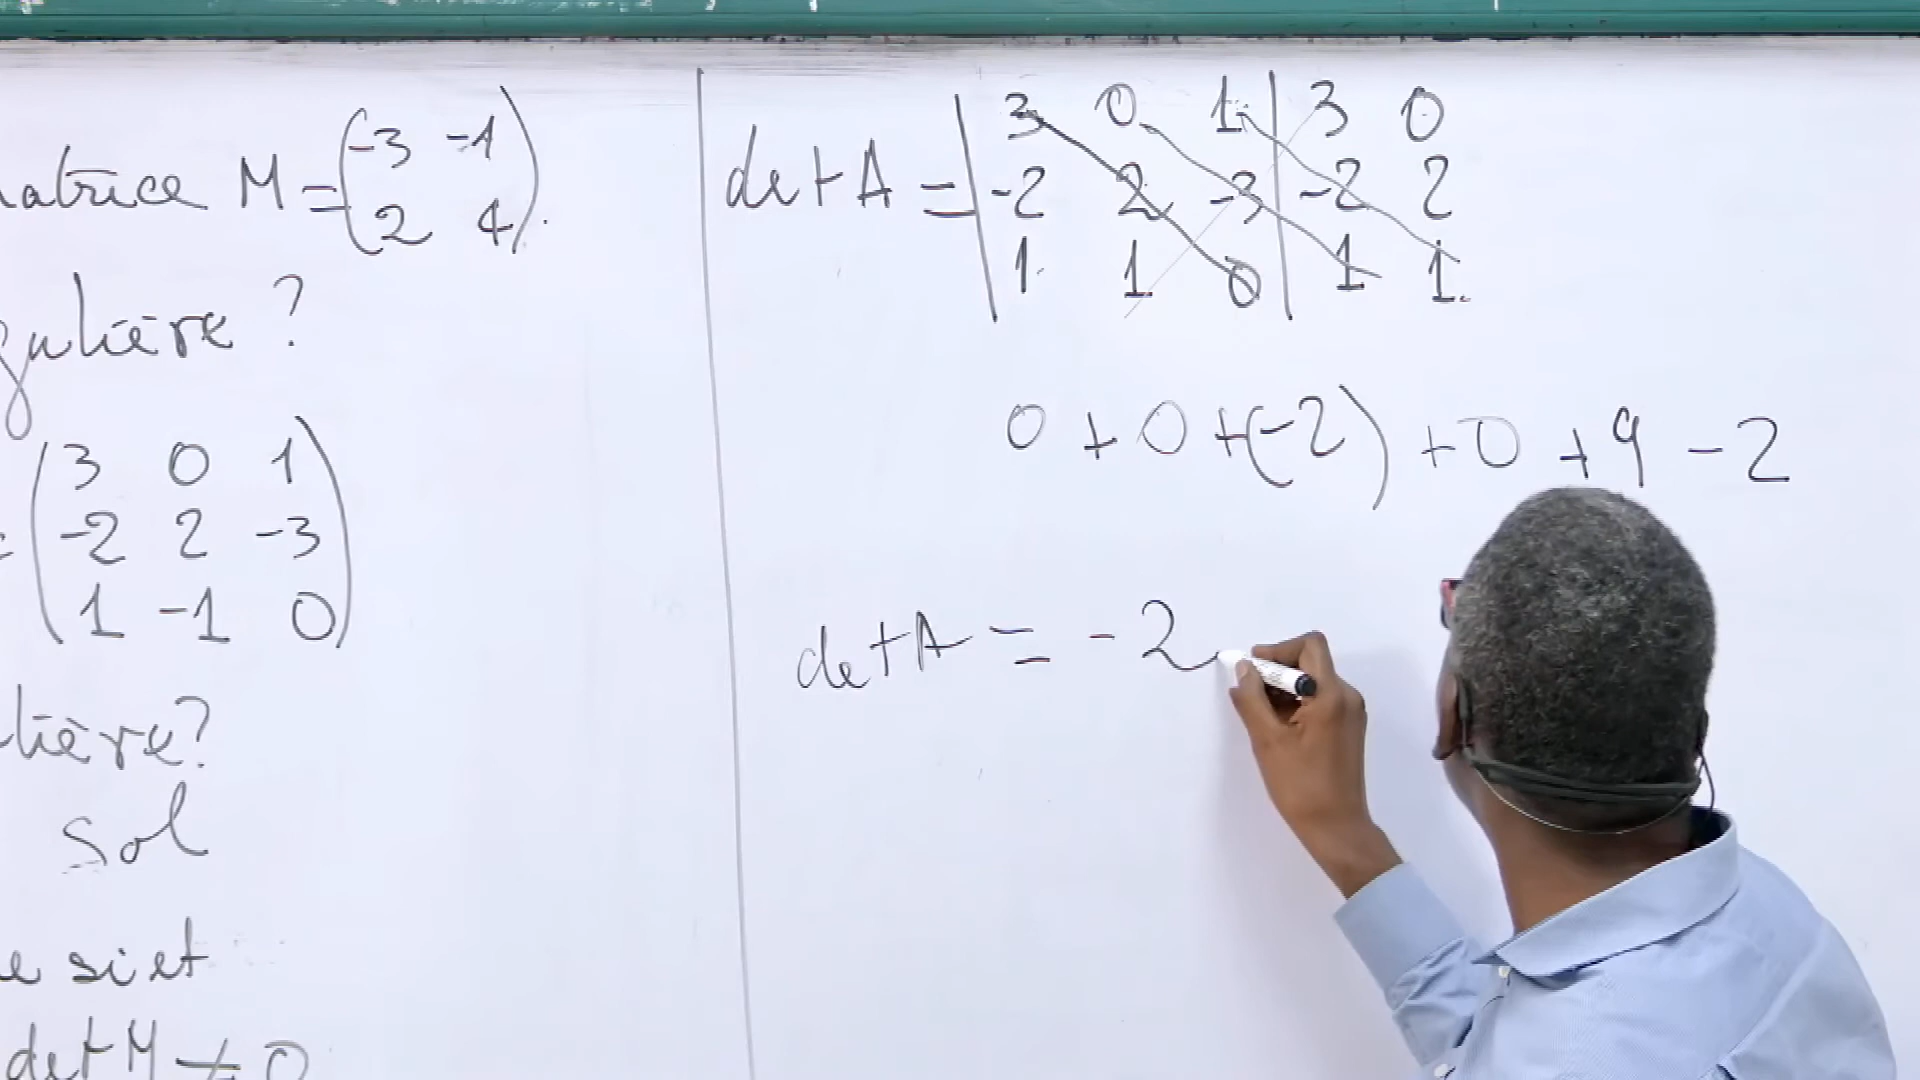 matrice M = (-3 -1
2 4).
gulière ?
= (3 0 1
-2 2 -3
1 -1 0)
lière?
Sol
e si et
det M ≠ 0
det A = | 3 0 1 | 3 0
-2 2 -3 | -2 2
1 1 0 | 1 1
0 + 0 + (-2) + 0 + 9 - 2
det A = -2